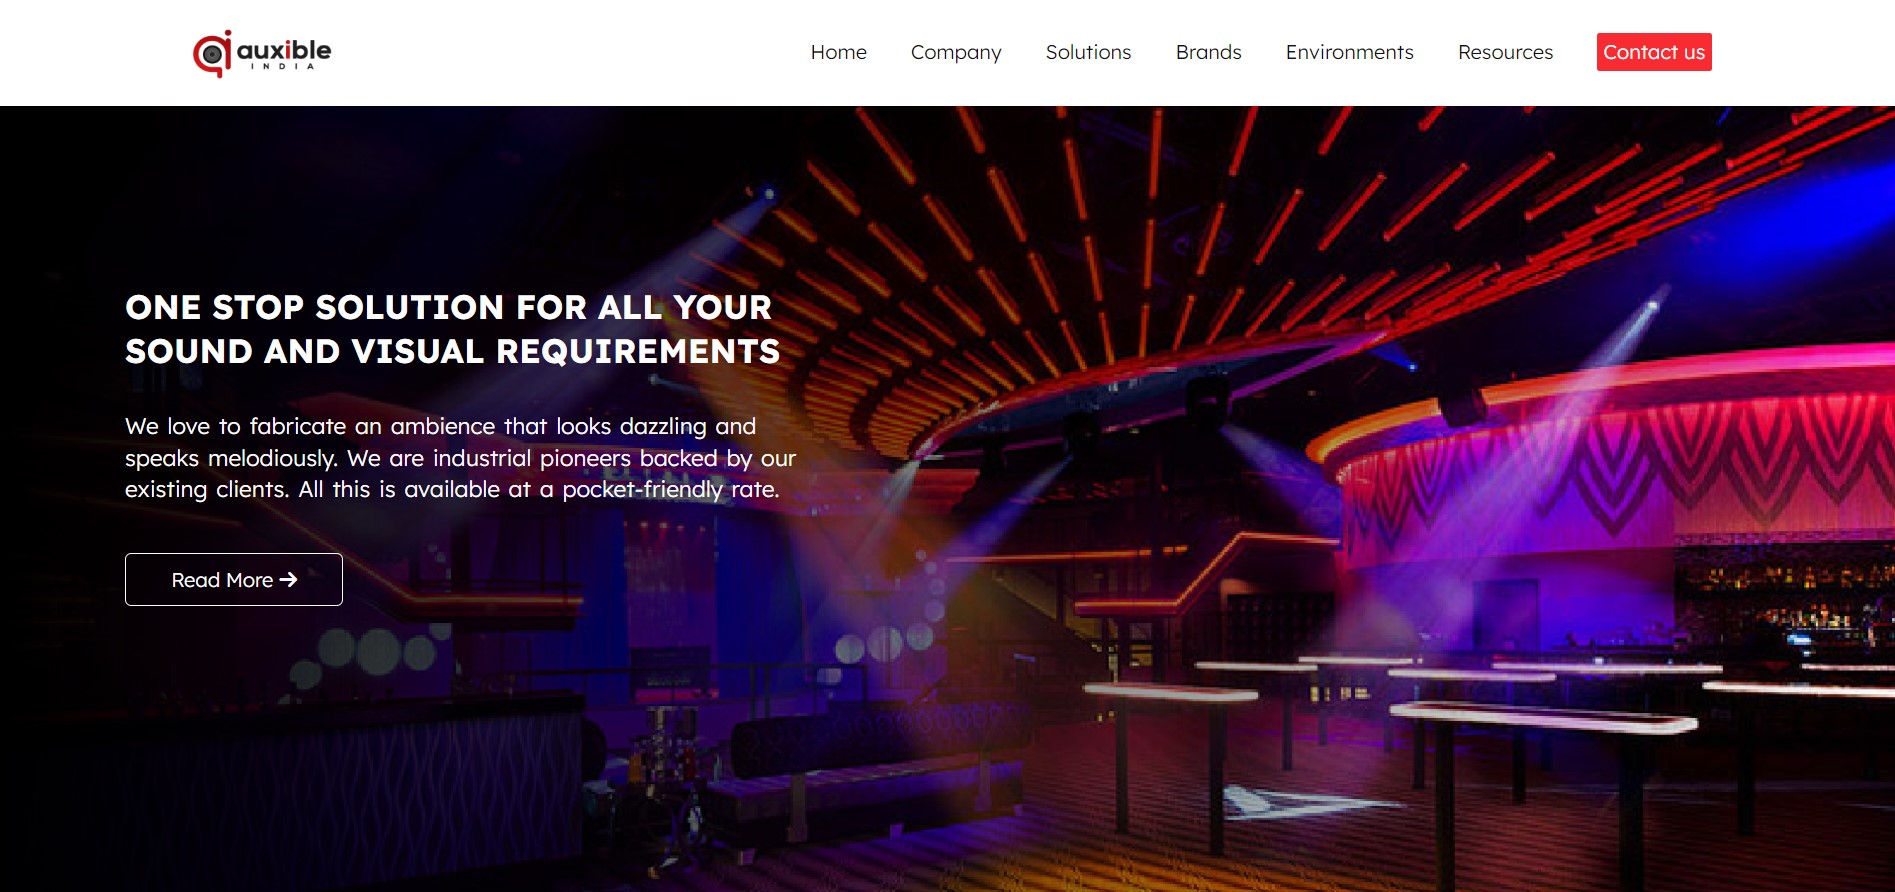 auxible
INDIA
Home
Company
Solutions
Brands
Environments
Resources
Contact us
ONE STOP SOLUTION FOR ALL YOUR
SOUND AND VISUAL REQUIREMENTS
We love to fabricate an ambience that looks dazzling and
speaks melodiously. We are industrial pioneers backed by our
existing clients. All this is available at a pocket-friendly rate.
Read More →